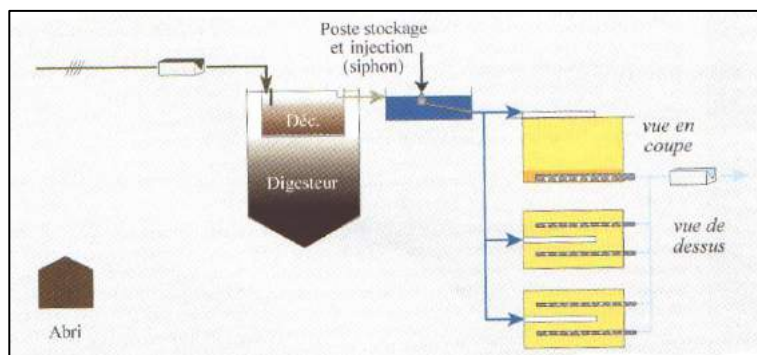 Poste stockage
et injection
(siphon)
Déc.
Digesteur
vue en
coupe
vue de
dessus
Abri